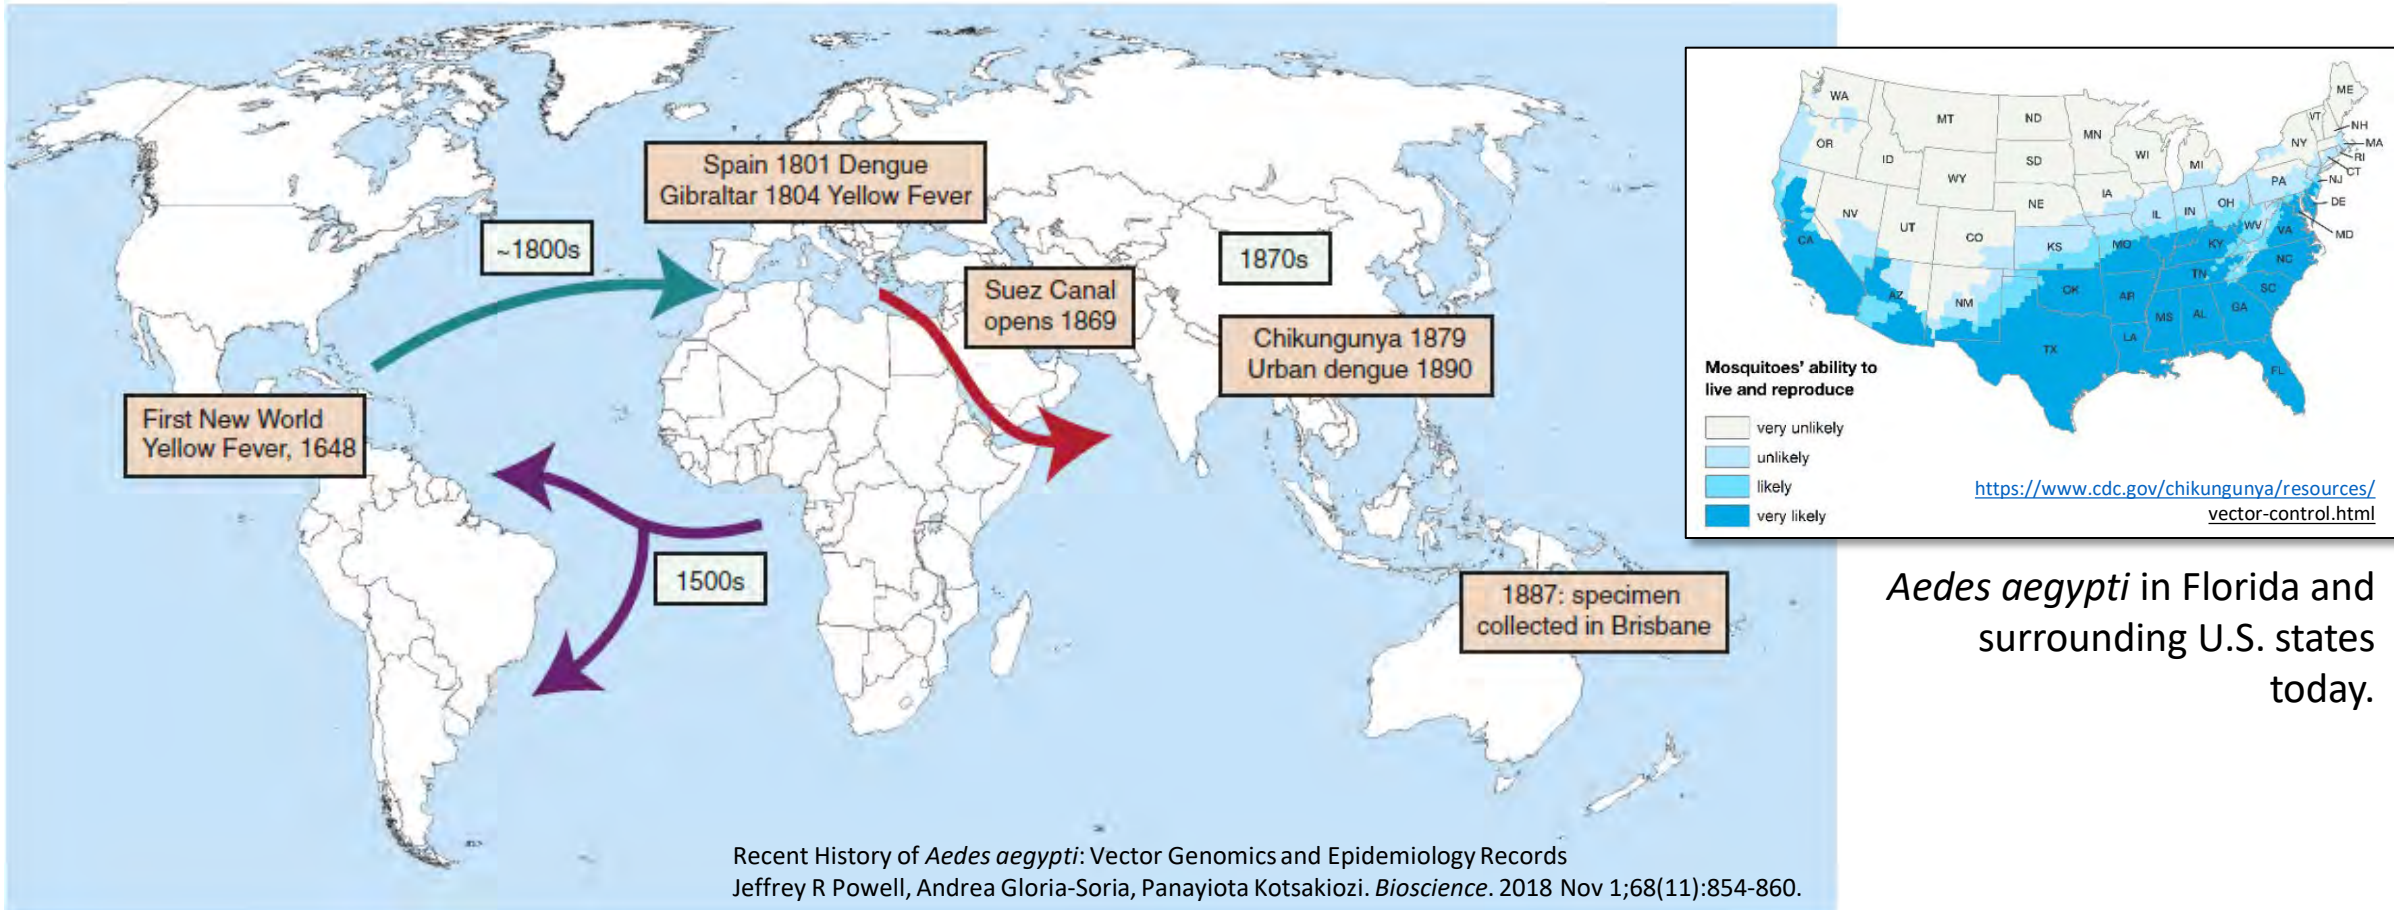 Spain 1801 Dengue
Gibraltar 1804 Yellow Fever
~1800s
1870s
Suez Canal
opens 1869
Chikungunya 1879
Urban dengue 1890
First New World
Yellow Fever, 1648
1500s
1887: specimen
collected in Brisbane
Recent History of Aedes aegypti: Vector Genomics and Epidemiology Records
Jeffrey R Powell, Andrea Gloria-Soria, Panayiota Kotsakiozi. Bioscience. 2018 Nov 1;68(11):854-860.
WA
MT
ND
MN
ME
VT
NH
OR
ID
SD
WI
MI
NY
MA
RI
CT
WY
IA
PA
NJ
NE
NV
UT
CO
IL
IN
OH
DE
WV
VA
MD
CA
KS
MO
KY
NC
TN
AZ
NM
OK
AR
SC
MS
AL
GA
LA
TX
FL
Mosquitoes' ability to
live and reproduce
very unlikely
unlikely
likely
very likely
https://www.cdc.gov/chikungunya/resources/
vector-control.html
Aedes aegypti in Florida and
surrounding U.S. states
today.